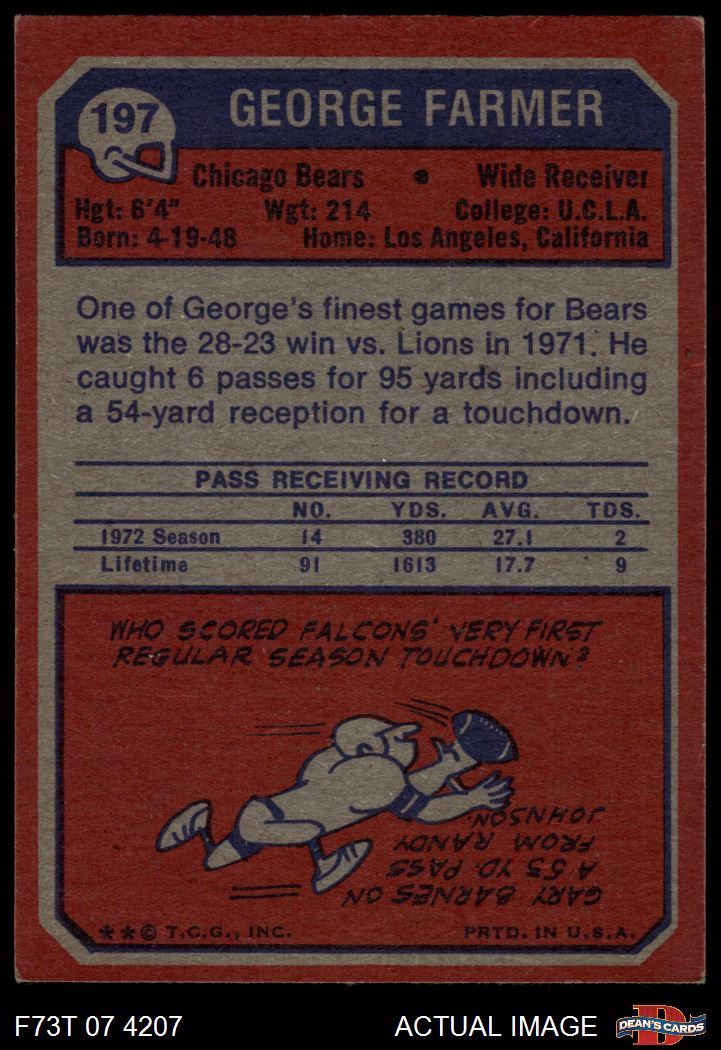 197
GEORGE FARMER
Chicago Bears • Wide Receiver
Hgt: 6'4" Wgt: 214 College: U.C.L.A.
Born: 4-19-48 Home: Los Angeles, California
One of George's finest games for Bears
was the 28-23 win vs. Lions in 1971. He
caught 6 passes for 95 yards including
a 54-yard reception for a touchdown.
PASS RECEIVING RECORD
NO. YDS. AVG. TDS.
1972 Season 14 380 27.1 2
Lifetime 91 1613 17.7 9
WHO SCORED FALCONS' VERY FIRST
REGULAR SEASON TOUCHDOWN?
GARY BARNES ON
A 53 YD. PASS
FROM RANDY
JOHNSON.
**© T.C.G., INC. PRTD. IN U.S.A.
F73T 07 4207 ACTUAL IMAGE
D
DEAN'S CARDS